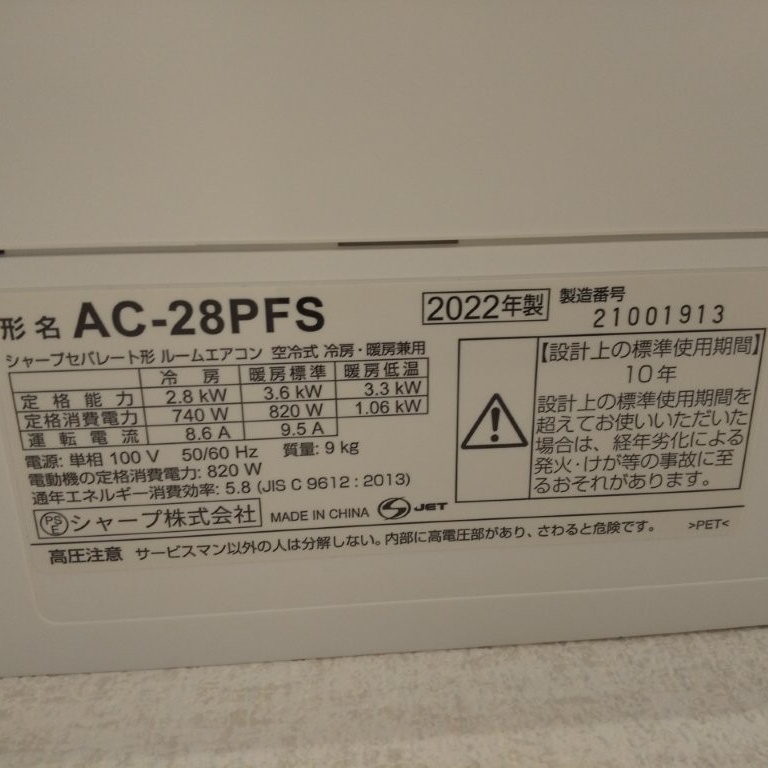 形名 AC-28PFS
2022年製 製造番号 21001913
シャープセパレート形 ルームエアコン 空冷式 冷房・暖房兼用
冷房 暖房標準 暖房低温
定格能力 2.8 kW 3.6 kW 3.3 kW
定格消費電力 740 W 820 W 1.06 kW
運転電流 8.6 A 9.5 A
電源: 単相 100 V 50/60 Hz 質量: 9 kg
電動機の定格消費電力: 820 W
通年エネルギー消費効率: 5.8 (JIS C 9612 : 2013)
PSE シャープ株式会社 MADE IN CHINA S JET
【設計上の標準使用期間】
10年
設計上の標準使用期間を
超えてお使いいただいた
場合は、経年劣化による
発火・けが等の事故に至
るおそれがあります。
高圧注意 サービスマン以外の人は分解しない。内部に高電圧部があり、さわると危険です。 >PET<